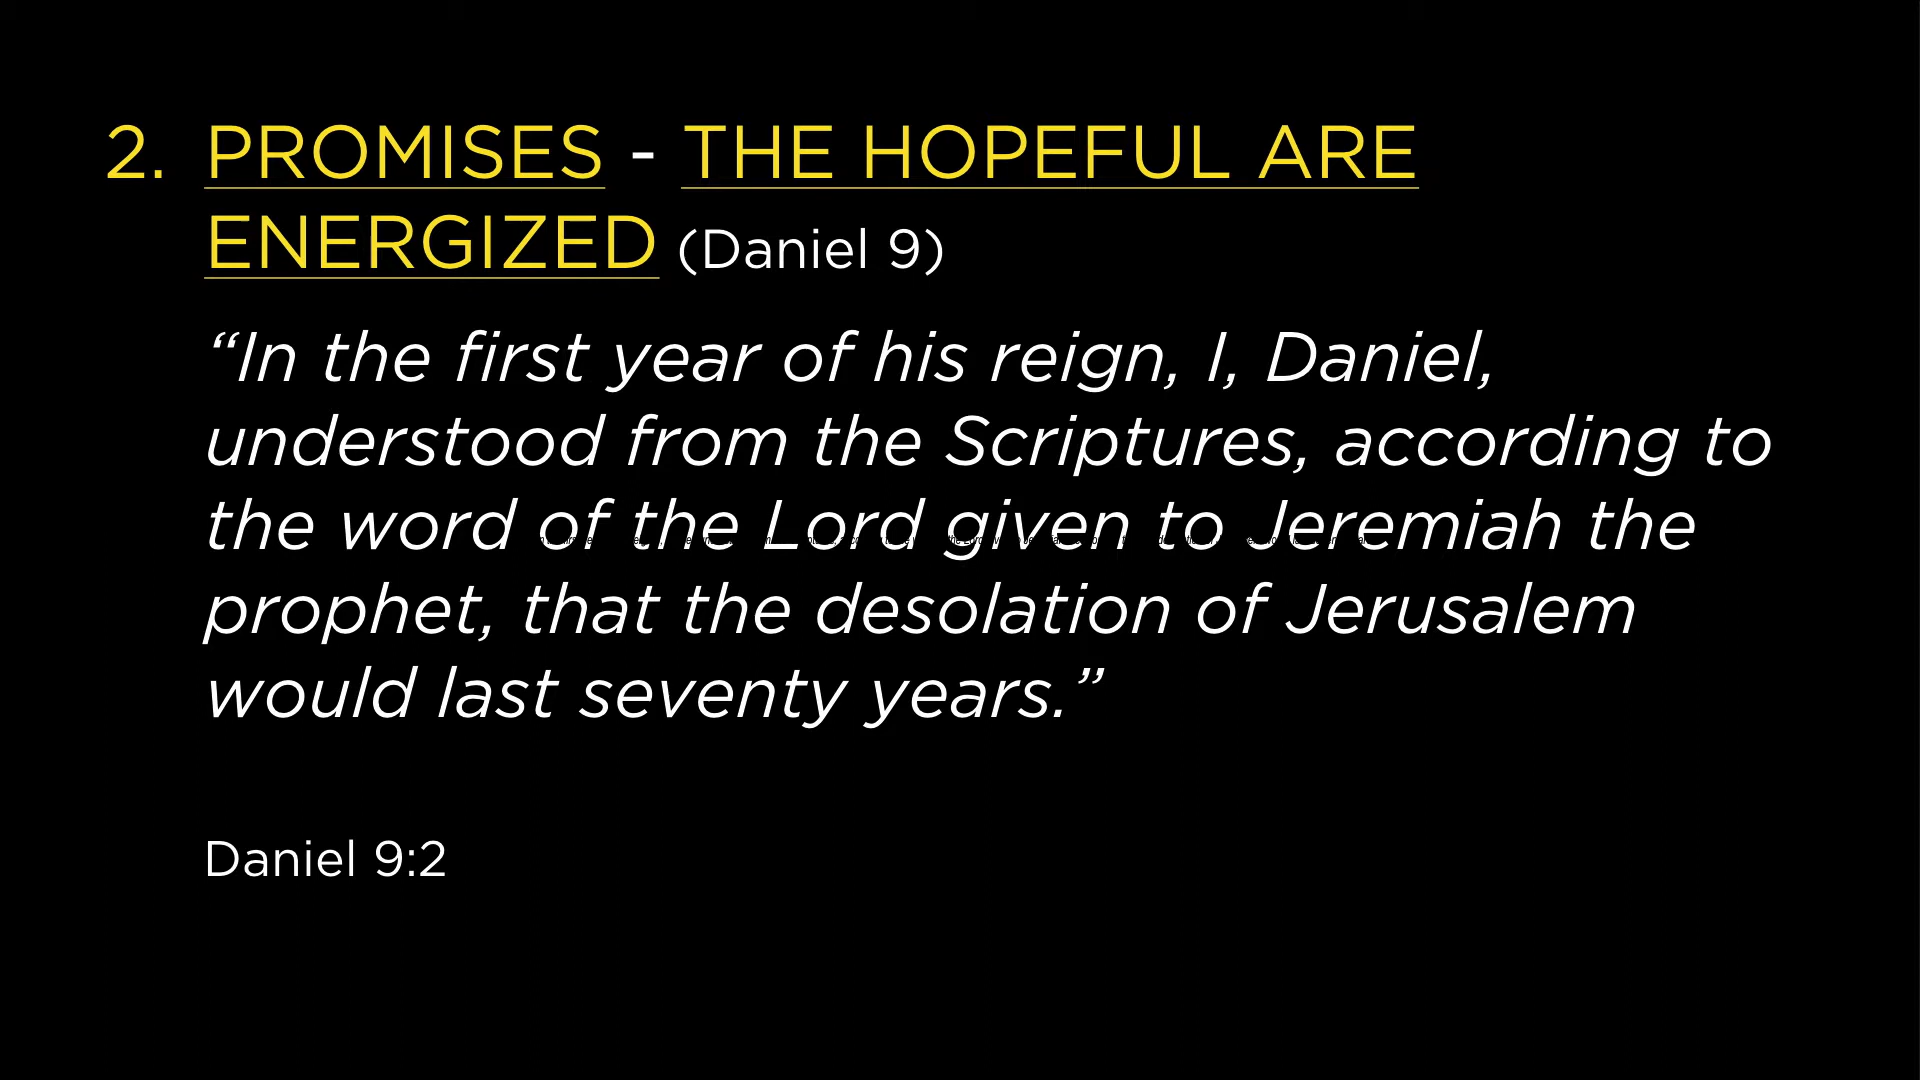 2. PROMISES - THE HOPEFUL ARE
ENERGIZED (Daniel 9)
“In the first year of his reign, I, Daniel,
understood from the Scriptures, according to
the word of the Lord given to Jeremiah the
prophet, that the desolation of Jerusalem
would last seventy years.”
Daniel 9:2